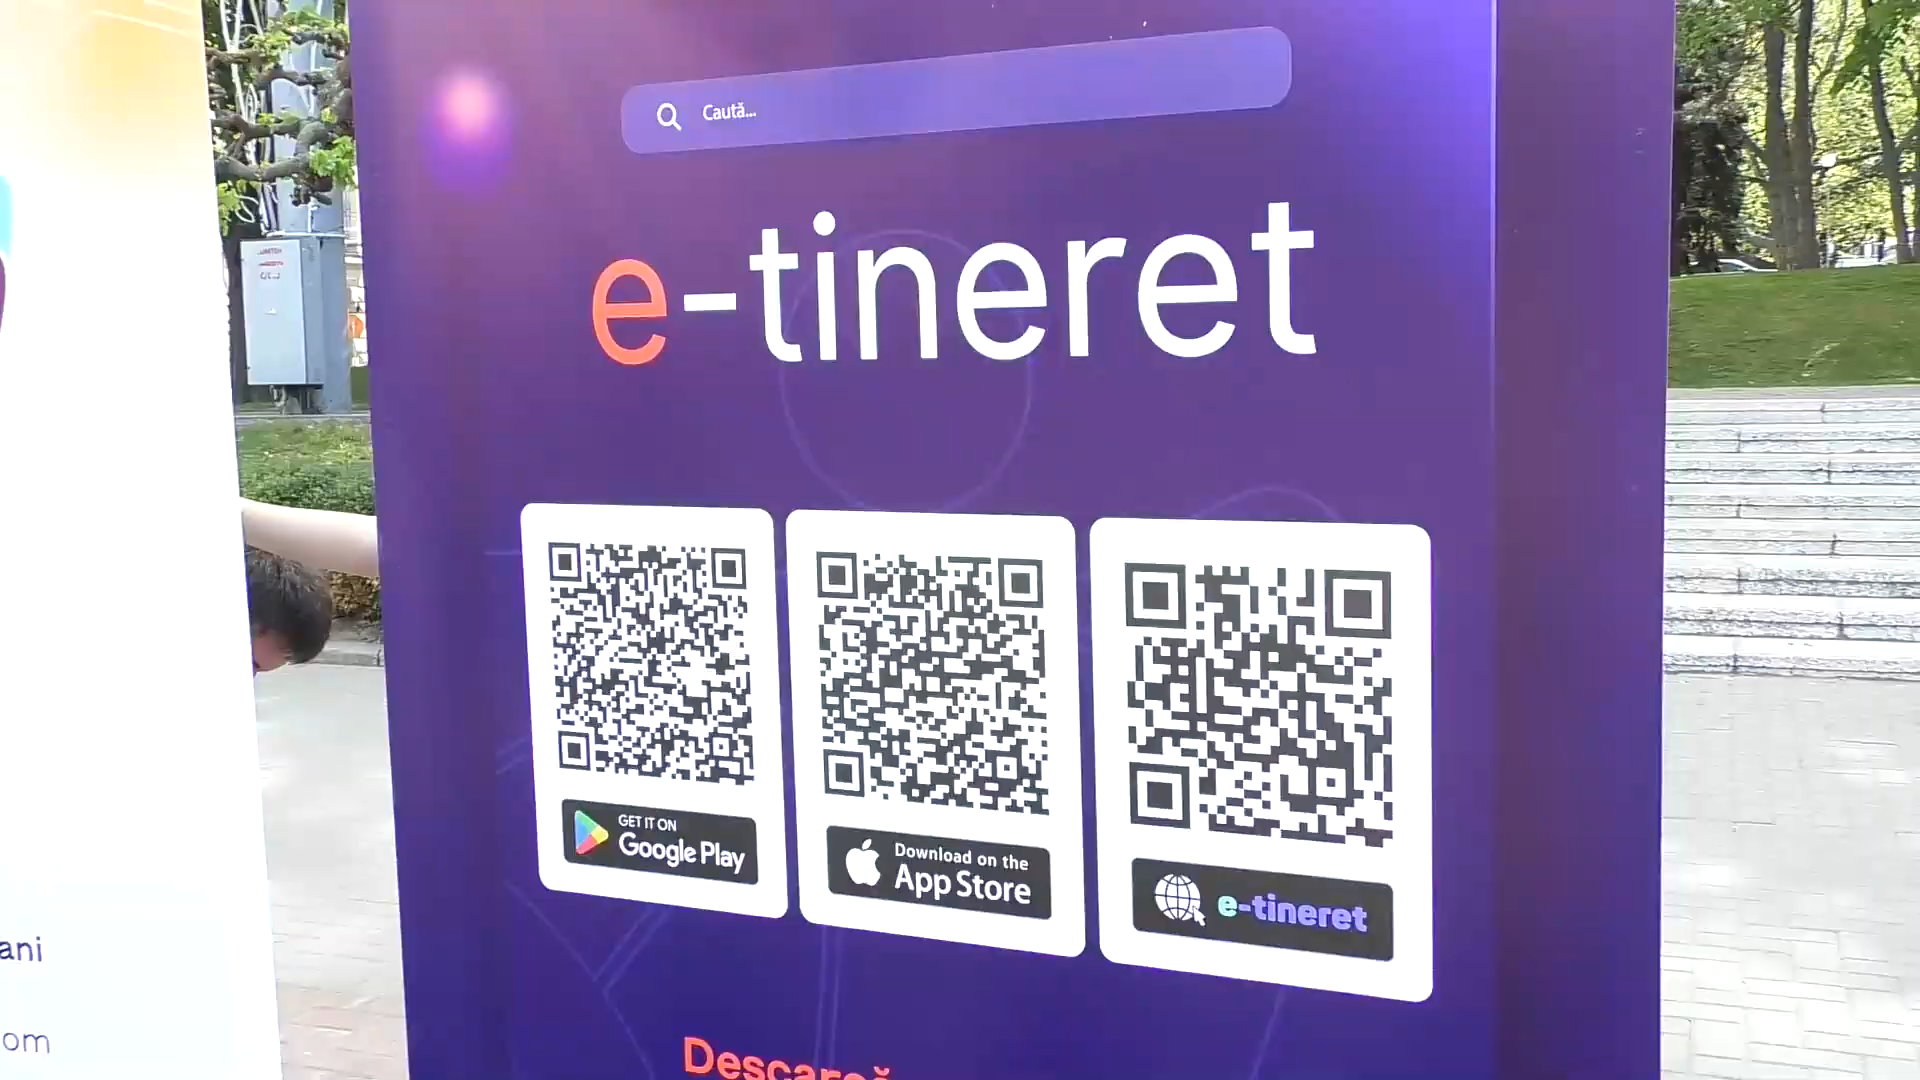 Caută...
e-tineret
GET IT ON
Google Play
Download on the
App Store
e-tineret
ani
om